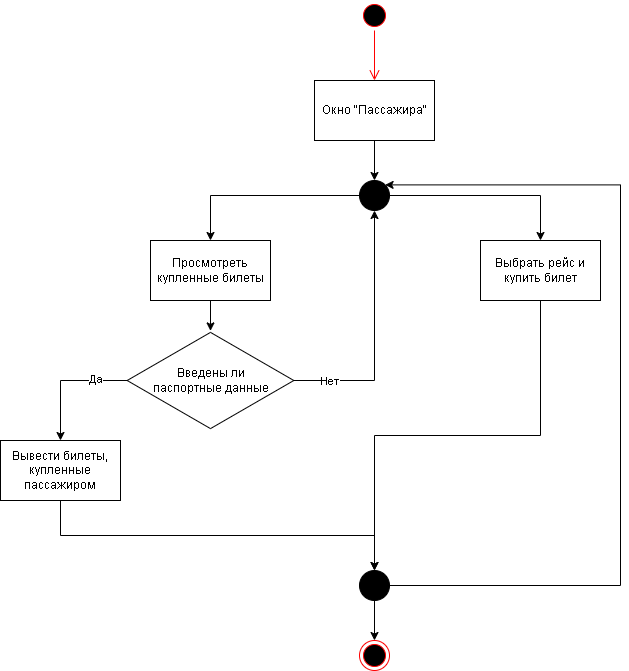 Окно "Пассажира"
Просмотреть
купленные билеты
Выбрать рейс и
купить билет
Введены ли
паспортные данные
Да
Нет
Вывести билеты,
купленные
пассажиром